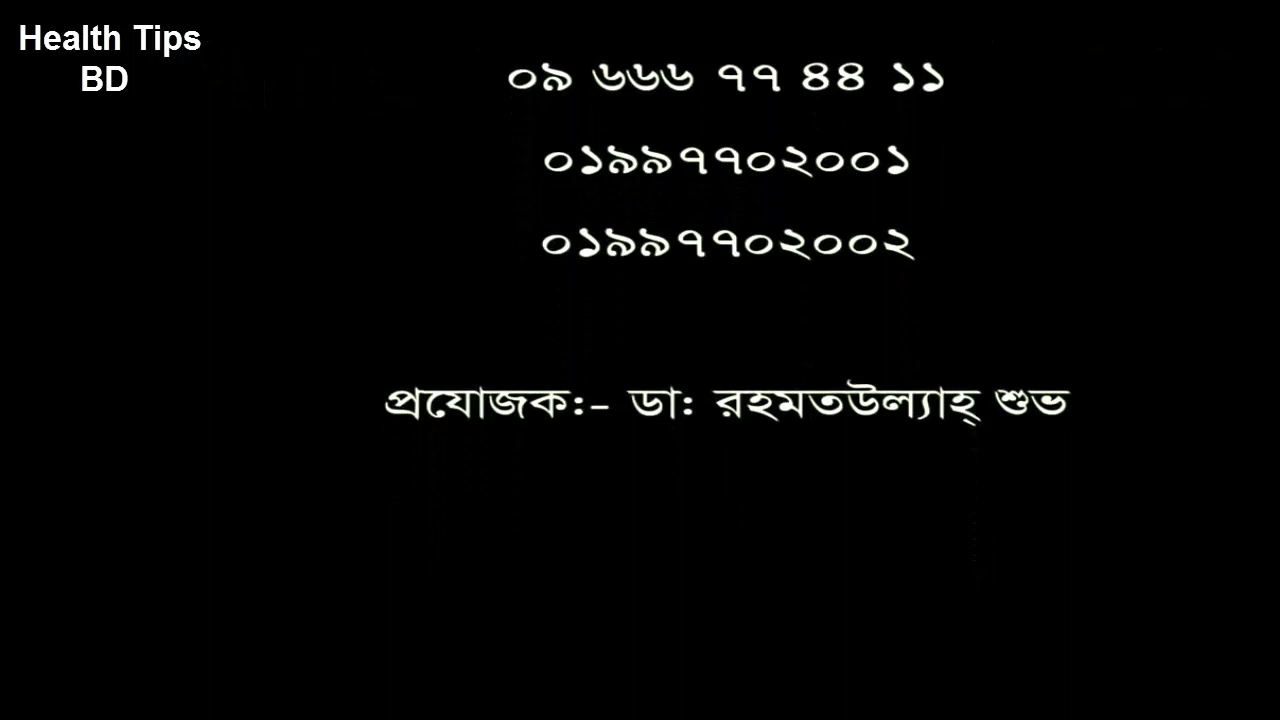 Health Tips
BD
০৯ ৬৬৬ ৭৭ ৪৪ ১১
০১৯৯৭৭০২০০১
০১৯৯৭৭০২০০২
প্রযোজক:- ডা: রহমতউল্যাহ্ শুভ